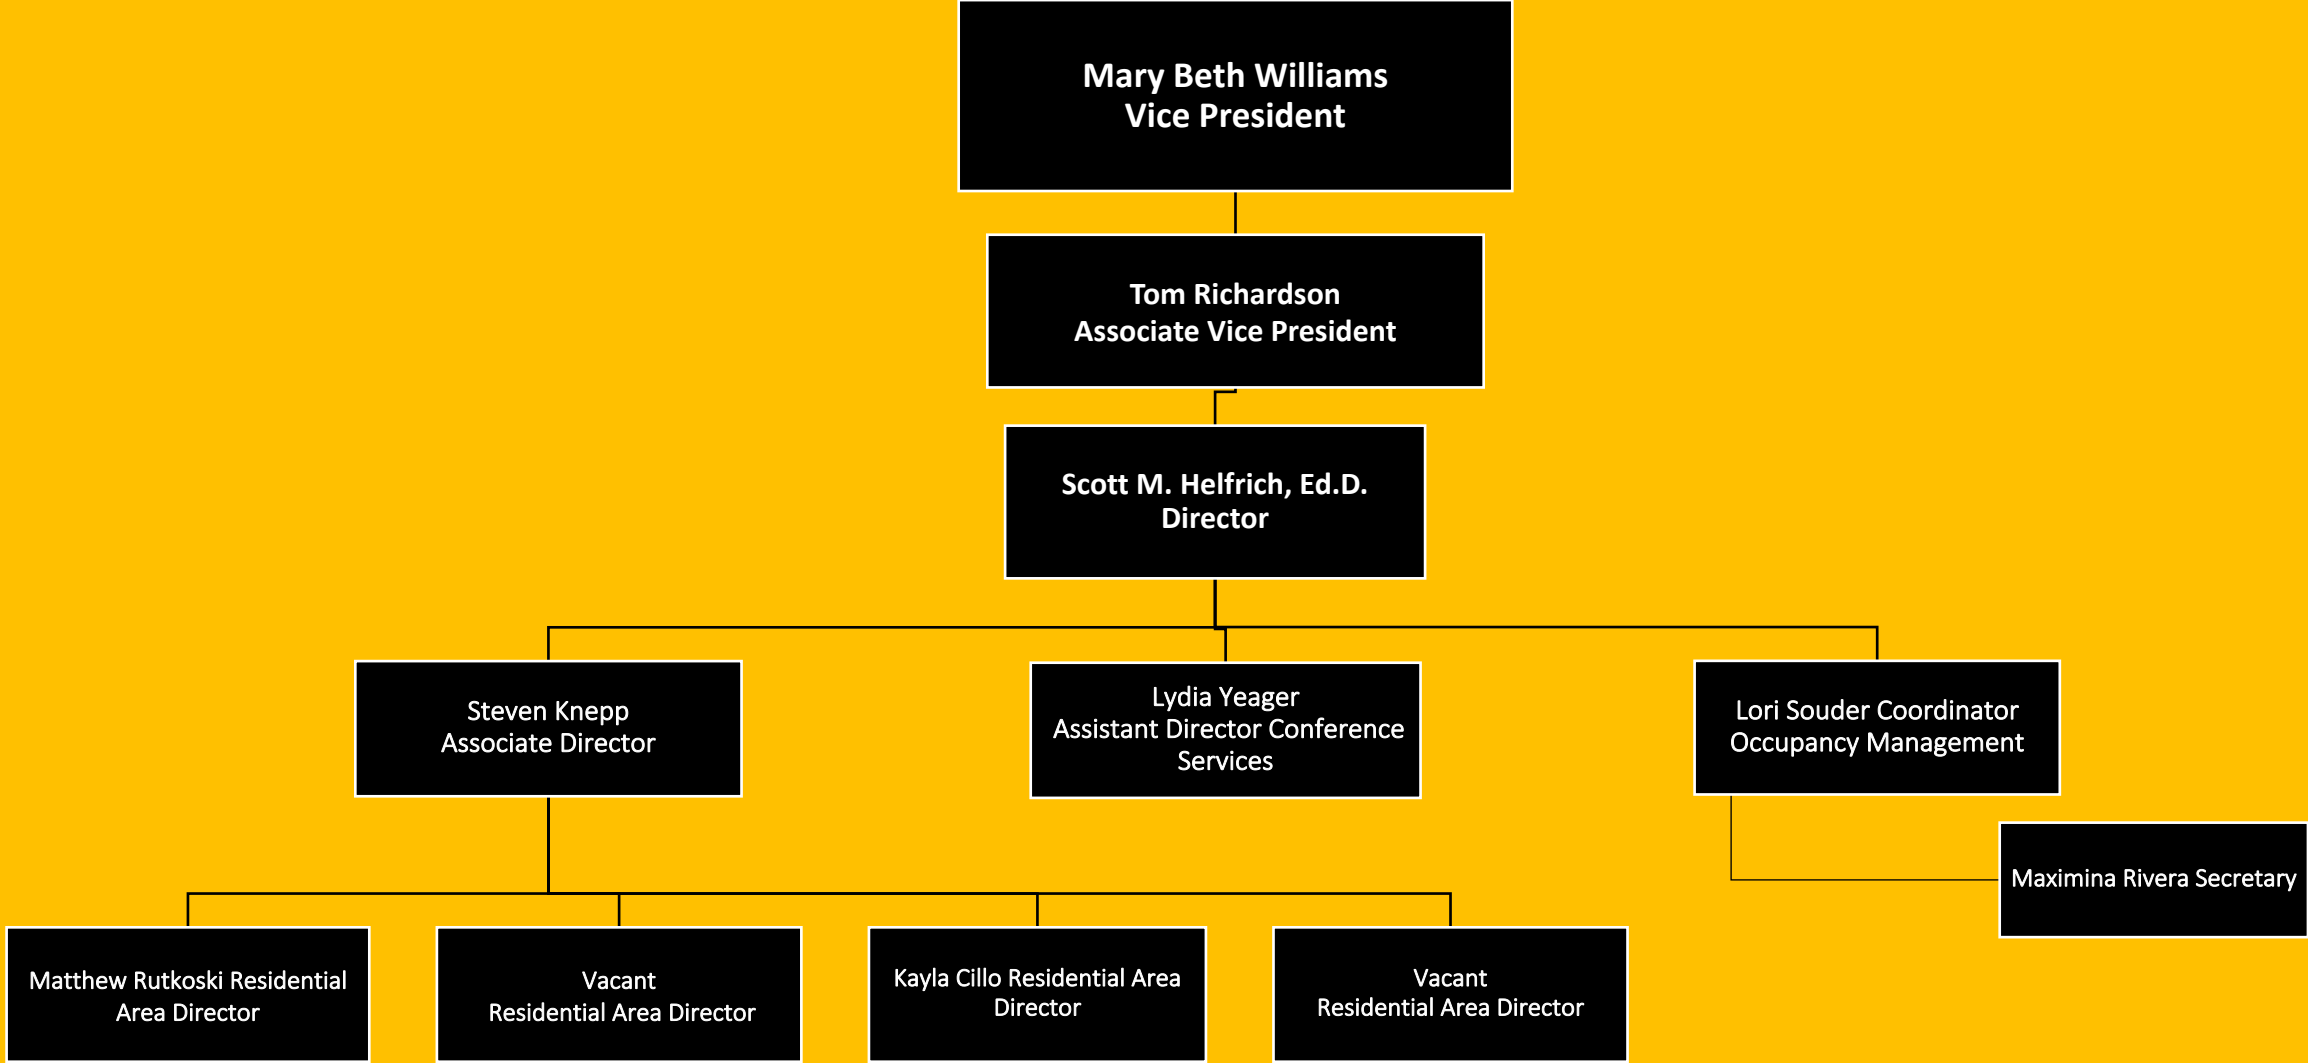 Mary Beth Williams
Vice President
Tom Richardson
Associate Vice President
Scott M. Helfrich, Ed.D.
Director
Steven Knepp
Associate Director
Lydia Yeager
Assistant Director Conference
Services
Lori Souder Coordinator
Occupancy Management
Maximina Rivera Secretary
Matthew Rutkoski Residential
Area Director
Vacant
Residential Area Director
Kayla Cillo Residential Area
Director
Vacant
Residential Area Director